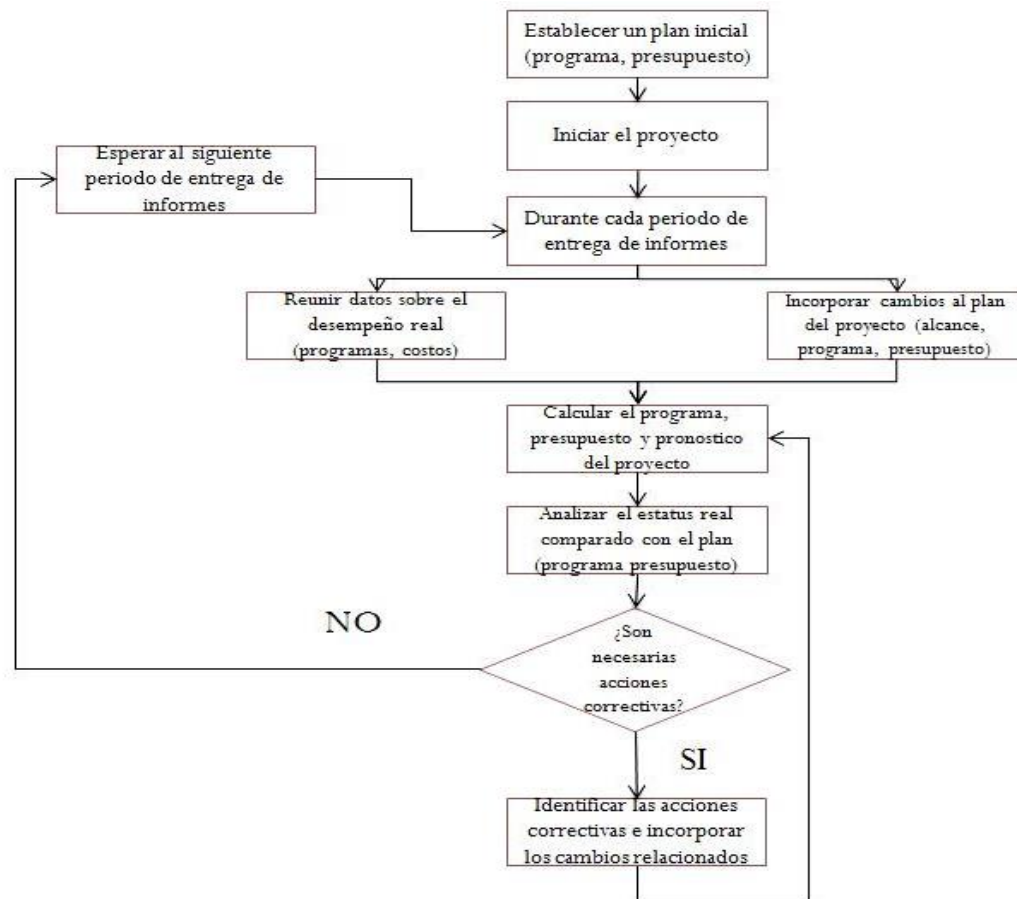 Establecer un plan inicial
(programa, presupuesto)
Iniciar el proyecto
Esperar al siguiente
periodo de entrega de
informes
Durante cada periodo de
entrega de informes
Reunir datos sobre el
desempeño real
(programas, costos)
Incorporar cambios al plan
del proyecto (alcance,
programa, presupuesto)
Calcular el programa,
presupuesto y pronostico
del proyecto
Analizar el estatus real
comparado con el plan
(programa presupuesto)
NO
¿Son
necesarias
acciones
correctivas?
SI
Identificar las acciones
correctivas e incorporar
los cambios relacionados